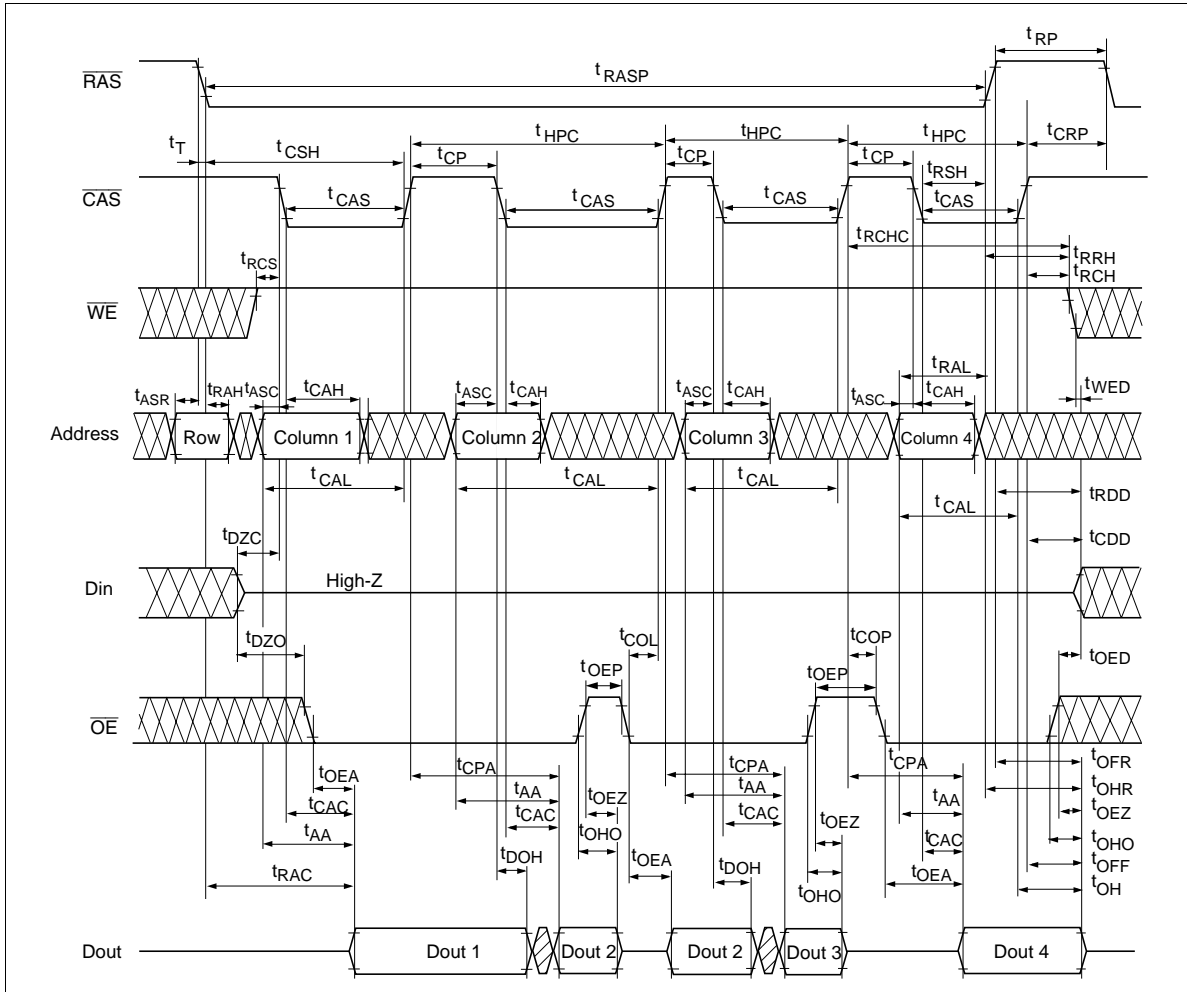 t RP
RAS
t RASP
t T
t CSH
t HPC
t HPC
t HPC
t CRP
t CP
t CP
t CP
t RSH
CAS
t CAS
t CAS
t CAS
t CAS
t RCHC
t RRH
t RCH
t RCS
WE
t RAL
t WED
t ASR
t RAH
t ASC
t CAH
t ASC
t CAH
t ASC
t CAH
t ASC
t CAH
Address
Row
Column 1
Column 2
Column 3
Column 4
t CAL
t CAL
t CAL
t CAL
t RDD
t CDD
t DZC
Din
High-Z
t DZO
t COL
t COP
t OED
t OEP
t OEP
OE
t OEA
t CPA
t CPA
t CPA
t OFR
t CAC
t AA
t OEZ
t AA
t AA
t OHR
t OEZ
t AA
t CAC
t OHO
t CAC
t OEZ
t CAC
t OHO
t RAC
t DOH
t OEA
t DOH
t OHO
t OEA
t OFF
t OH
Dout
Dout 1
Dout 2
Dout 2
Dout 3
Dout 4